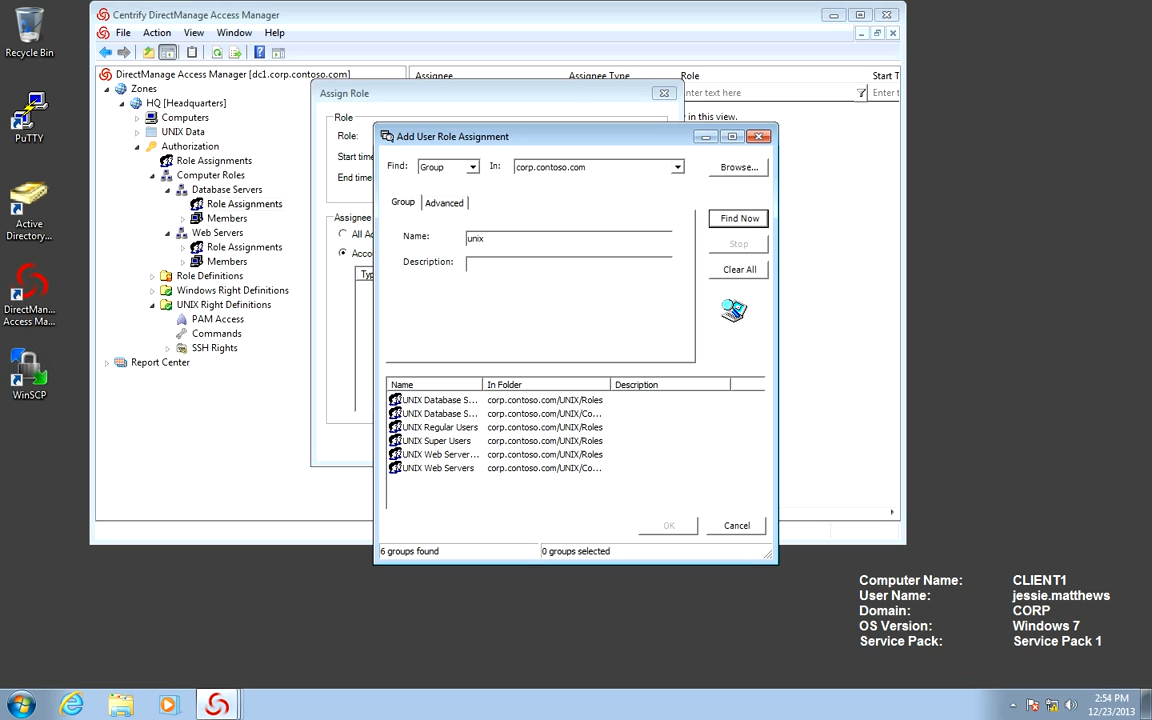 Recycle Bin
PuTTY
Active
Directory...
DirectMan...
Access Ma...
WinSCP
Centrify DirectManage Access Manager
File Action View Window Help
DirectManage Access Manager [dc1.corp.contoso.com]
Zones
HQ [Headquarters]
Computers
UNIX Data
Authorization
Role Assignments
Computer Roles
Database Servers
Role Assignments
Members
Web Servers
Role Assignments
Members
Role Definitions
Windows Right Definitions
UNIX Right Definitions
PAM Access
Commands
SSH Rights
Report Center
Assignee Assignee Type Role Start T
nter text here Enter t
in this view.
Assign Role
Role
Role:
Start time
End time
Assignee
All Ac
Acco
Typ
Add User Role Assignment
Find: Group In: corp.contoso.com Browse...
Group Advanced
Name: unix
Description:
Find Now
Stop
Clear All
Name In Folder Description
UNIX Database S... corp.contoso.com/UNIX/Roles
UNIX Database S... corp.contoso.com/UNIX/Co...
UNIX Regular Users corp.contoso.com/UNIX/Roles
UNIX Super Users corp.contoso.com/UNIX/Roles
UNIX Web Server... corp.contoso.com/UNIX/Roles
UNIX Web Servers corp.contoso.com/UNIX/Co...
OK Cancel
6 groups found 0 groups selected
Computer Name: CLIENT1
User Name: jessie.matthews
Domain: CORP
OS Version: Windows 7
Service Pack: Service Pack 1
2:54 PM
12/23/2013